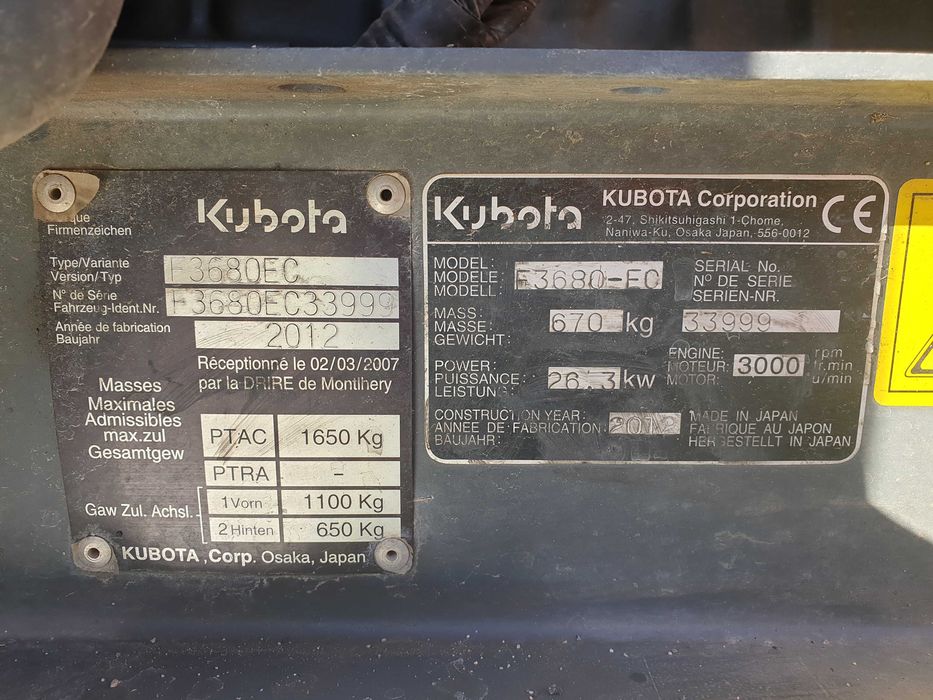 Kubota
Firmenzeichen
Type/Variante
Version/Typ
F3680EC
N° de Série
Fahrzeug-Ident.Nr.
F3680EC33999
Année de fabrication
Baujahr
2012
Réceptionné le 02/03/2007
par la DRIRE de Montlhery
Masses
Maximales
Admissibles
max.zul
Gesamtgew
PTAC 1650 Kg
PTRA -
Gaw Zul. Achsl.
1 Vorn 1100 Kg
2 Hinten 650 Kg
KUBOTA ,Corp. Osaka, Japan
Kubota
KUBOTA Corporation
2-47, Shikitsuhigashi 1-Chome,
Naniwa-Ku, Osaka Japan, 556-0012
CE
MODEL:
MODELE:
MODELL:
F3680-EC
SERIAL No.
N° DE SERIE
SERIEN-NR.
33999
MASS:
MASSE:
GEWICHT:
670 kg
POWER:
PUISSANCE:
LEISTUNG:
kw
ENGINE:
MOTEUR:
MOTOR:
3000
rpm
tr.min
u/min
CONSTRUCTION YEAR:
ANNÉE DE FABRICATION:
BAUJAHR:
2012
MADE IN JAPAN
FABRIQUE AU JAPON
HERGESTELLT IN JAPAN